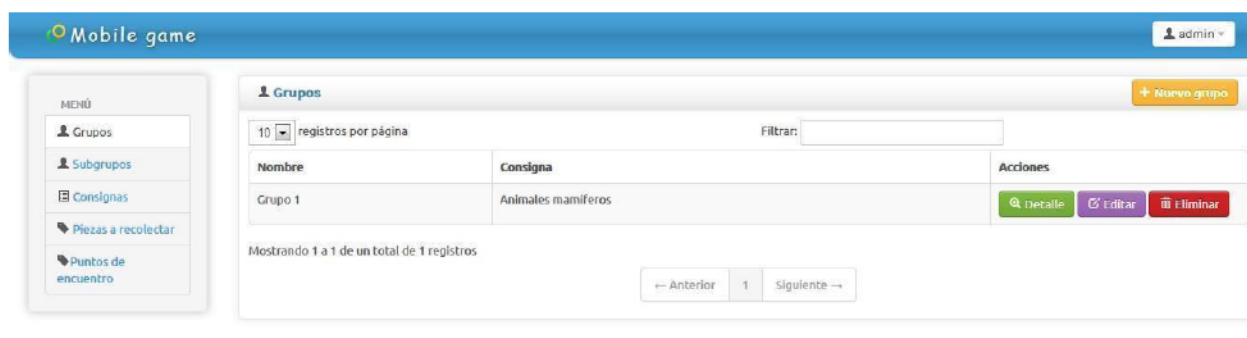 Mobile game
admin
MENÚ
Grupos
Subgrupos
Consignas
Piezas a recolectar
Puntos de
encuentro
Grupos
+ Nuevo grupo
10 registros por página
Filtrar:
Nombre Consigna Acciones
Grupo 1 Animales mamíferos Detalle Editar Eliminar
Mostrando 1 a 1 de un total de 1 registros
← Anterior 1 Siguiente →